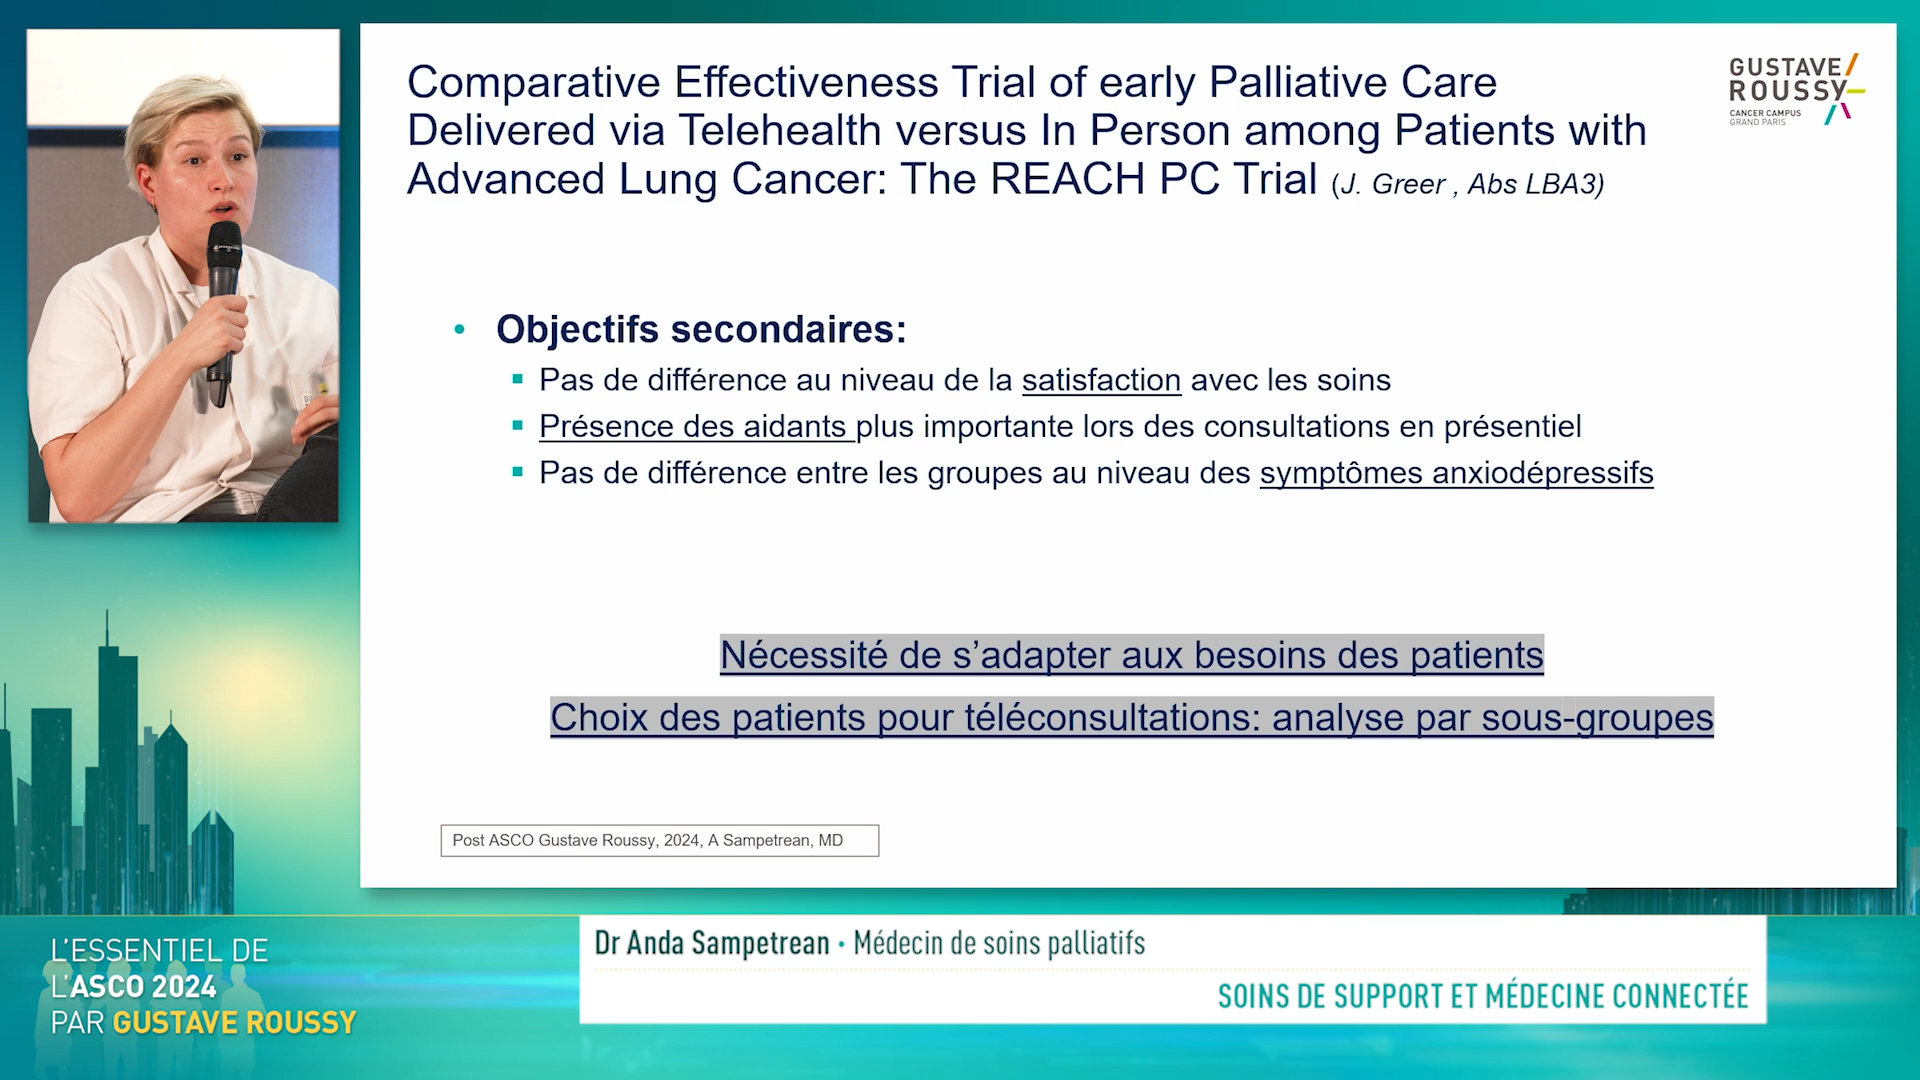 Comparative Effectiveness Trial of early Palliative Care
Delivered via Telehealth versus In Person among Patients with
Advanced Lung Cancer: The REACH PC Trial (J. Greer , Abs LBA3)
GUSTAVE/
ROUSSY
CANCER CAMPUS
GRAND PARIS
• Objectifs secondaires:
▪ Pas de différence au niveau de la satisfaction avec les soins
▪ Présence des aidants plus importante lors des consultations en présentiel
▪ Pas de différence entre les groupes au niveau des symptômes anxiodépressifs
Nécessité de s’adapter aux besoins des patients
Choix des patients pour téléconsultations: analyse par sous-groupes
Post ASCO Gustave Roussy, 2024, A Sampetrean, MD
Dr Anda Sampetrean • Médecin de soins palliatifs
SOINS DE SUPPORT ET MÉDECINE CONNECTÉE
L’ESSENTIEL DE
L’ASCO 2024
PAR GUSTAVE ROUSSY